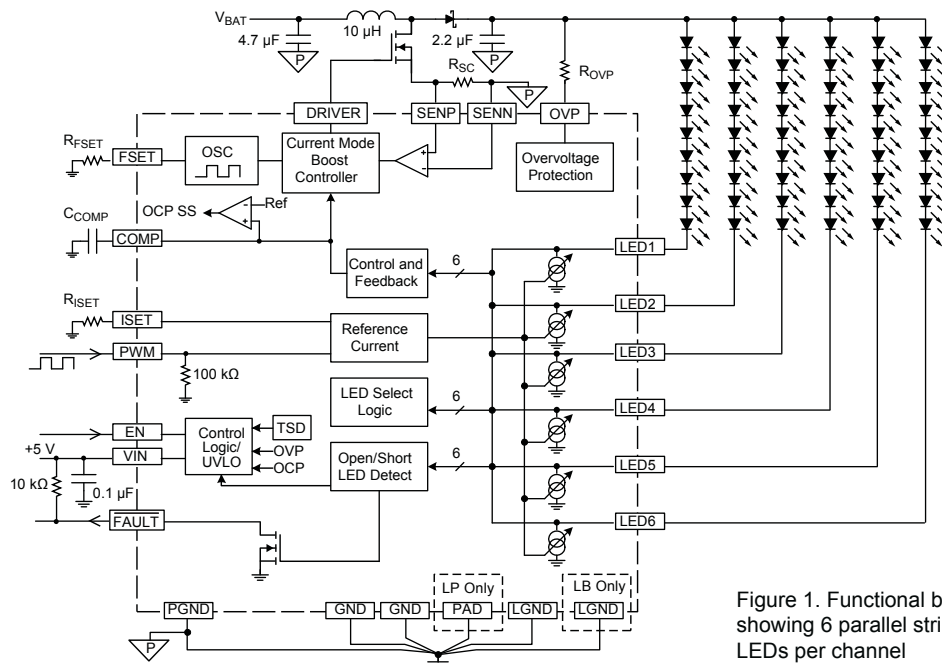 VBAT
10 µH
4.7 µF
2.2 µF
P
P
RSC
P
ROVP
DRIVER
SENP
SENN
OVP
RFSET
FSET
OSC
Current Mode
Boost
Controller
+
−
Overvoltage
Protection
CCOMP
OCP SS
−
+
Ref
COMP
Control and
Feedback
6
LED1
RISET
ISET
Reference
Current
LED2
PWM
100 kΩ
LED3
LED Select
Logic
6
LED4
EN
+5 V
VIN
Control
Logic/
UVLO
TSD
OVP
OCP
Open/Short
LED Detect
6
LED5
10 kΩ
0.1 µF
FAULT
LED6
LP Only
LB Only
PGND
GND
GND
PAD
LGND
LGND
P
Figure 1. Functional b
showing 6 parallel stri
LEDs per channel